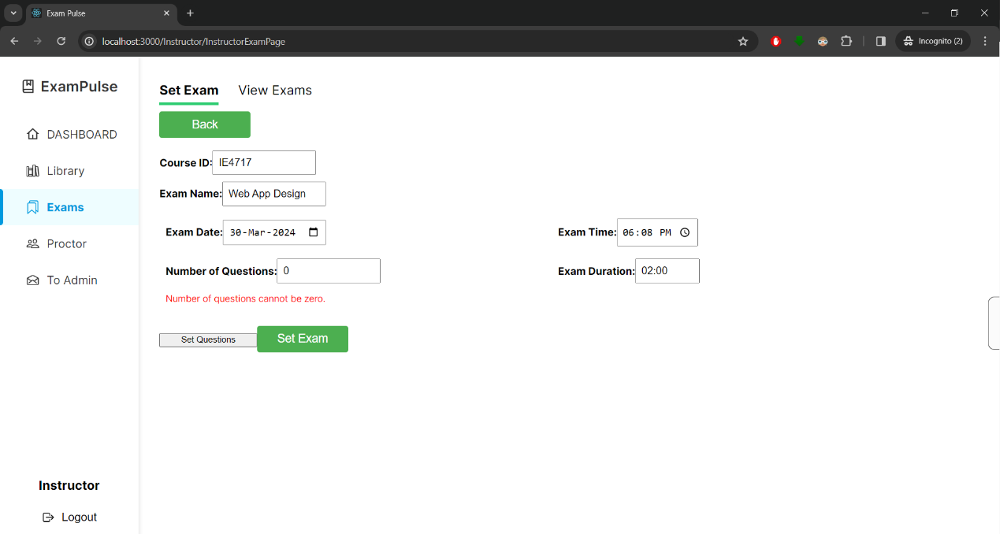 Exam Pulse
localhost:3000/Instructor/InstructorExamPage
Incognito (2)
ExamPulse
DASHBOARD
Library
Exams
Proctor
To Admin
Instructor
Logout
Set Exam View Exams
Back
Course ID: IE4717
Exam Name: Web App Design
Exam Date: 30-Mar-2024 Exam Time: 06:08 PM
Number of Questions: 0 Exam Duration: 02:00
Number of questions cannot be zero.
Set Questions Set Exam